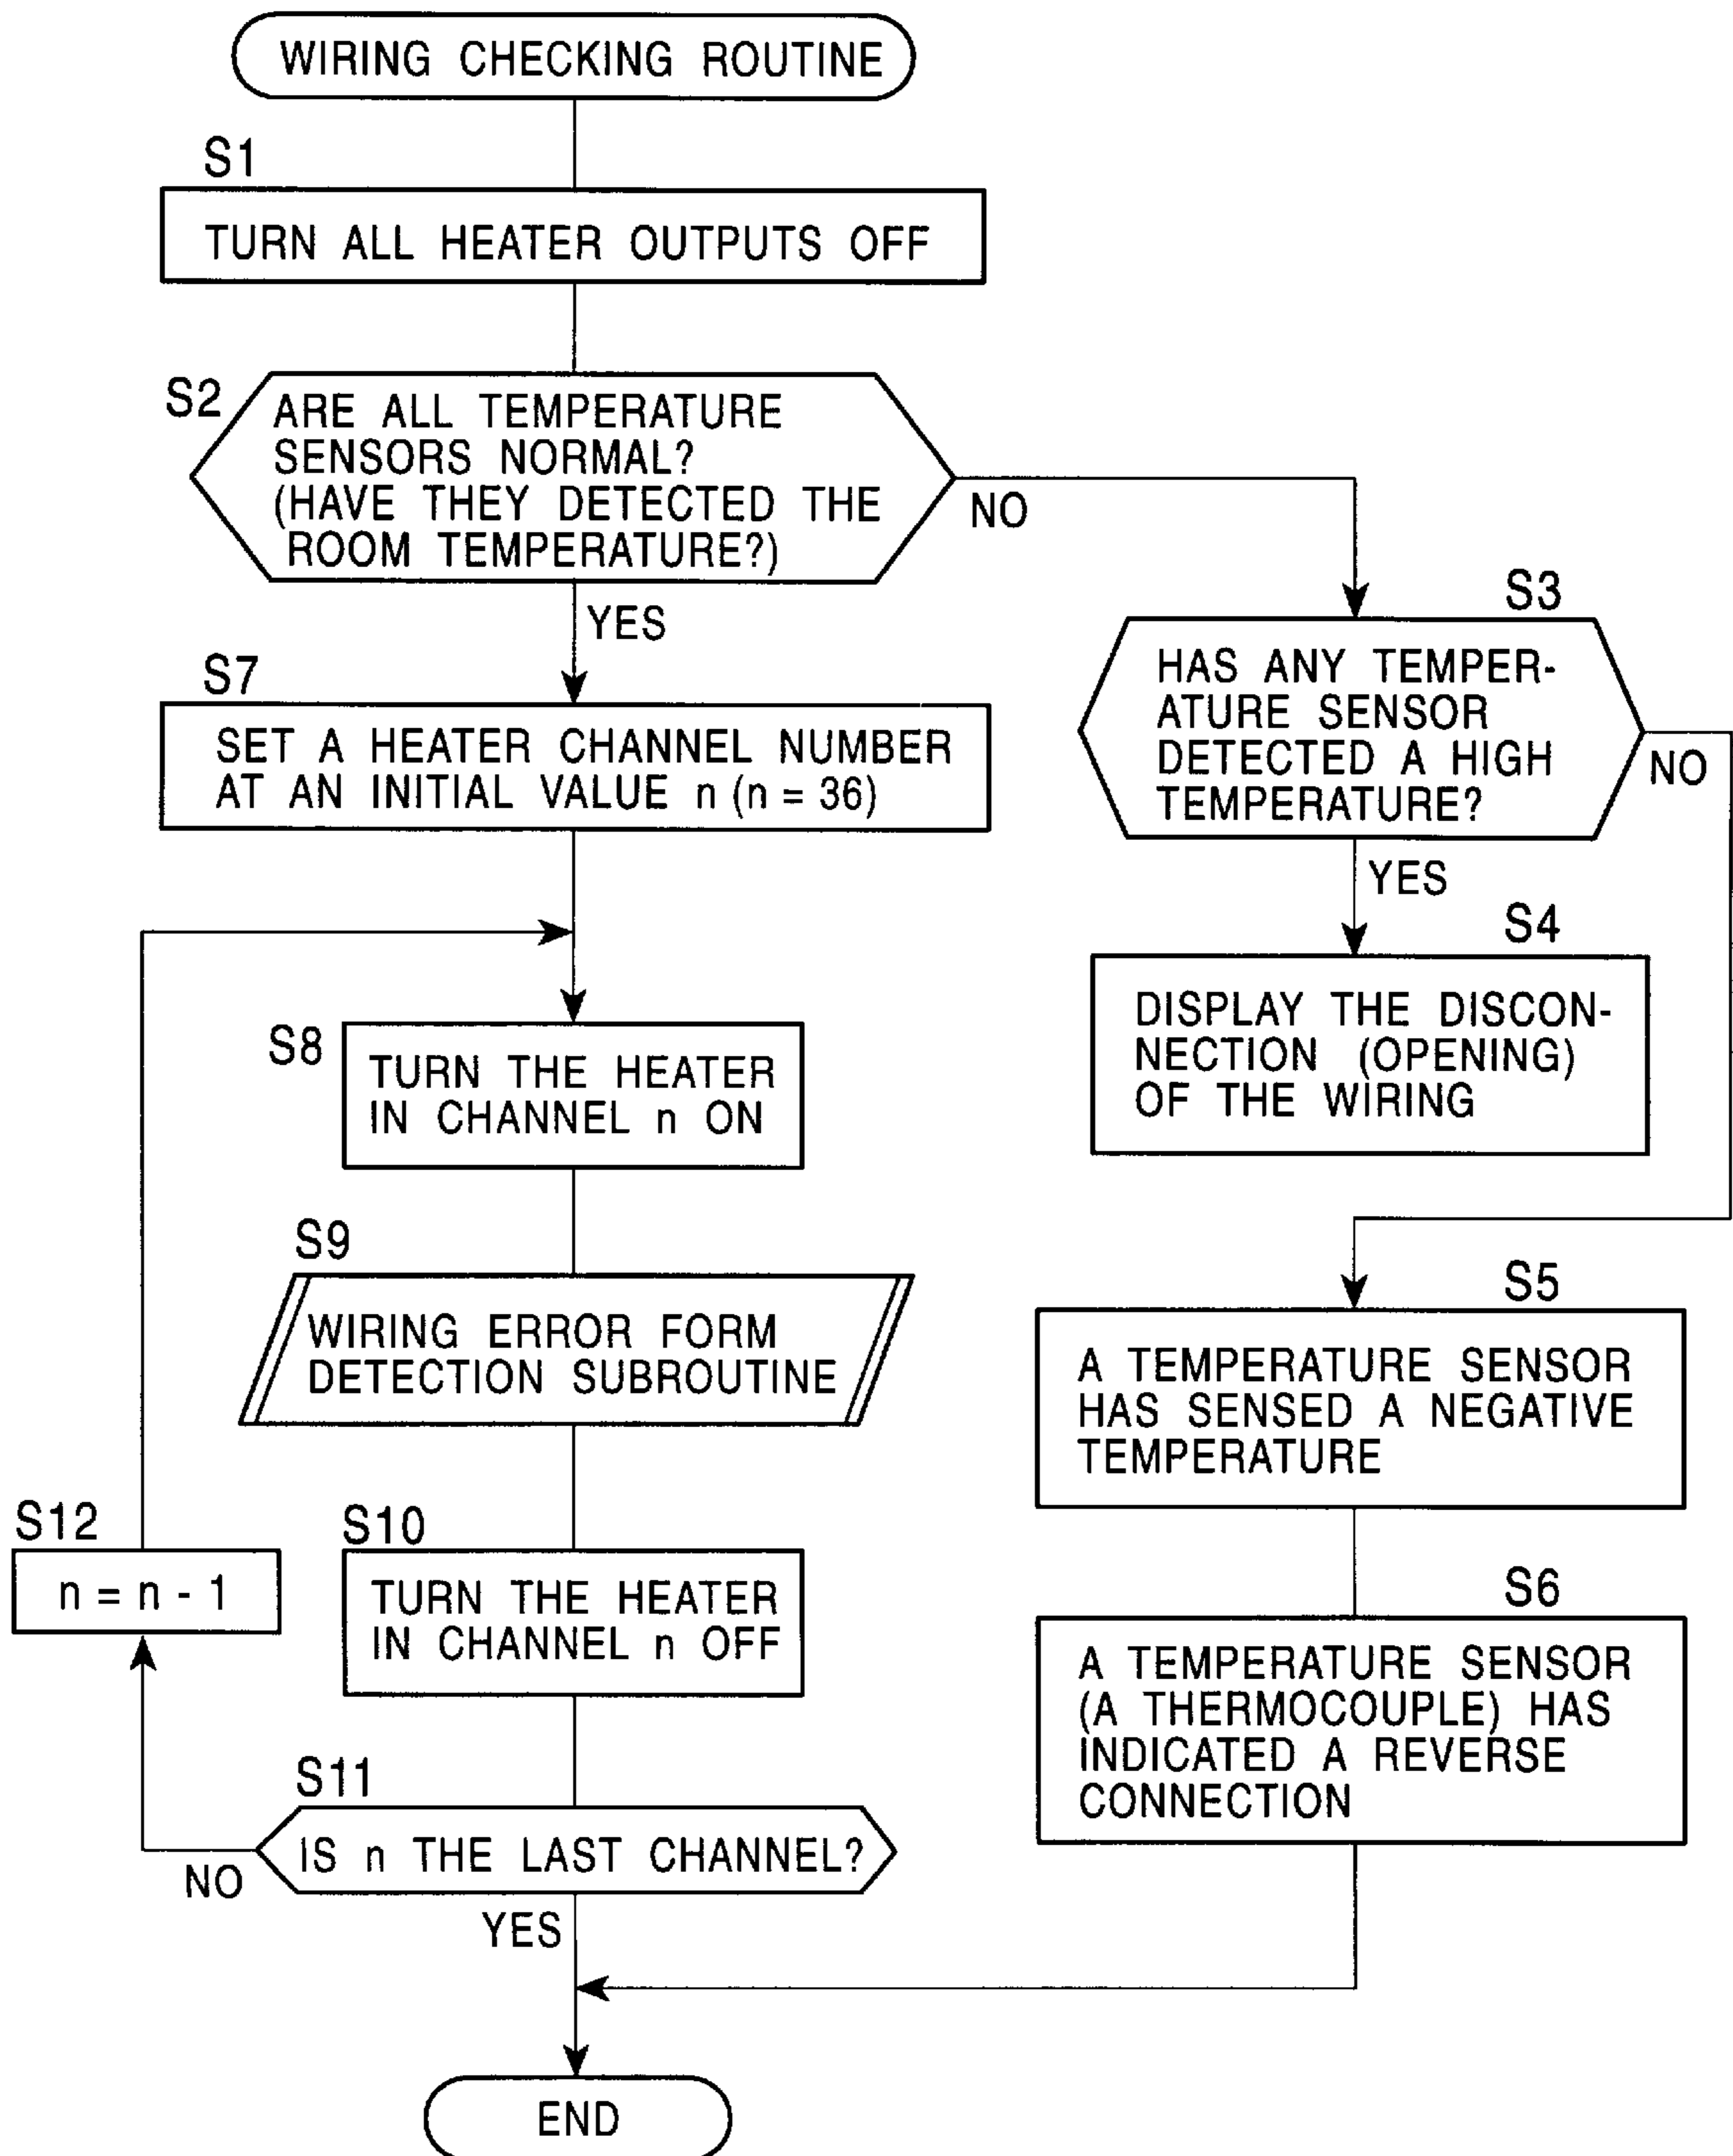 WIRING CHECKING ROUTINE
S1
TURN ALL HEATER OUTPUTS OFF
S2
ARE ALL TEMPERATURE
SENSORS NORMAL?
(HAVE THEY DETECTED THE
ROOM TEMPERATURE?)
NO
YES
S3
HAS ANY TEMPER-
ATURE SENSOR
DETECTED A HIGH
TEMPERATURE?
NO
YES
S4
DISPLAY THE DISCON-
NECTION (OPENING)
OF THE WIRING
S5
A TEMPERATURE SENSOR
HAS SENSED A NEGATIVE
TEMPERATURE
S6
A TEMPERATURE SENSOR
(A THERMOCOUPLE) HAS
INDICATED A REVERSE
CONNECTION
S7
SET A HEATER CHANNEL NUMBER
AT AN INITIAL VALUE n (n = 36)
S8
TURN THE HEATER
IN CHANNEL n ON
S9
WIRING ERROR FORM
DETECTION SUBROUTINE
S10
TURN THE HEATER
IN CHANNEL n OFF
S11
IS n THE LAST CHANNEL?
NO
YES
S12
n = n - 1
END